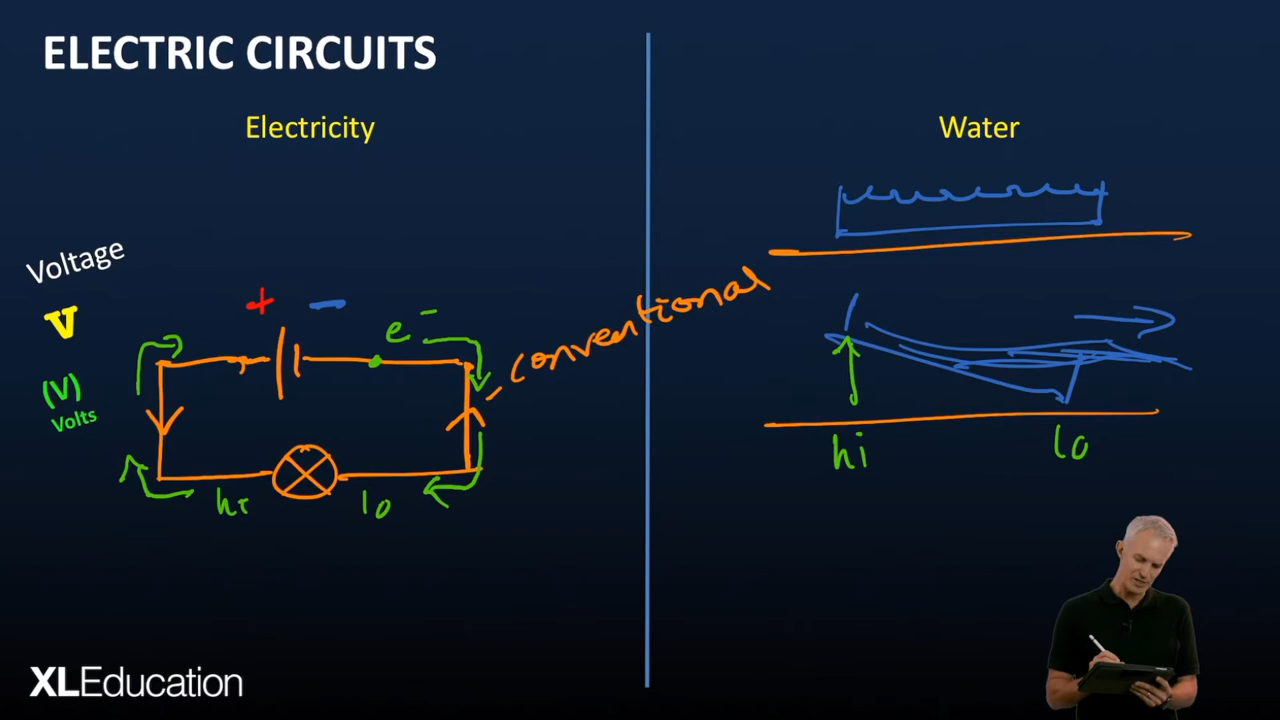 ELECTRIC CIRCUITS
Electricity
Water
Voltage
V
(V)
Volts
+ −
e⁻
conventional
hi lo
hi lo
XLEducation